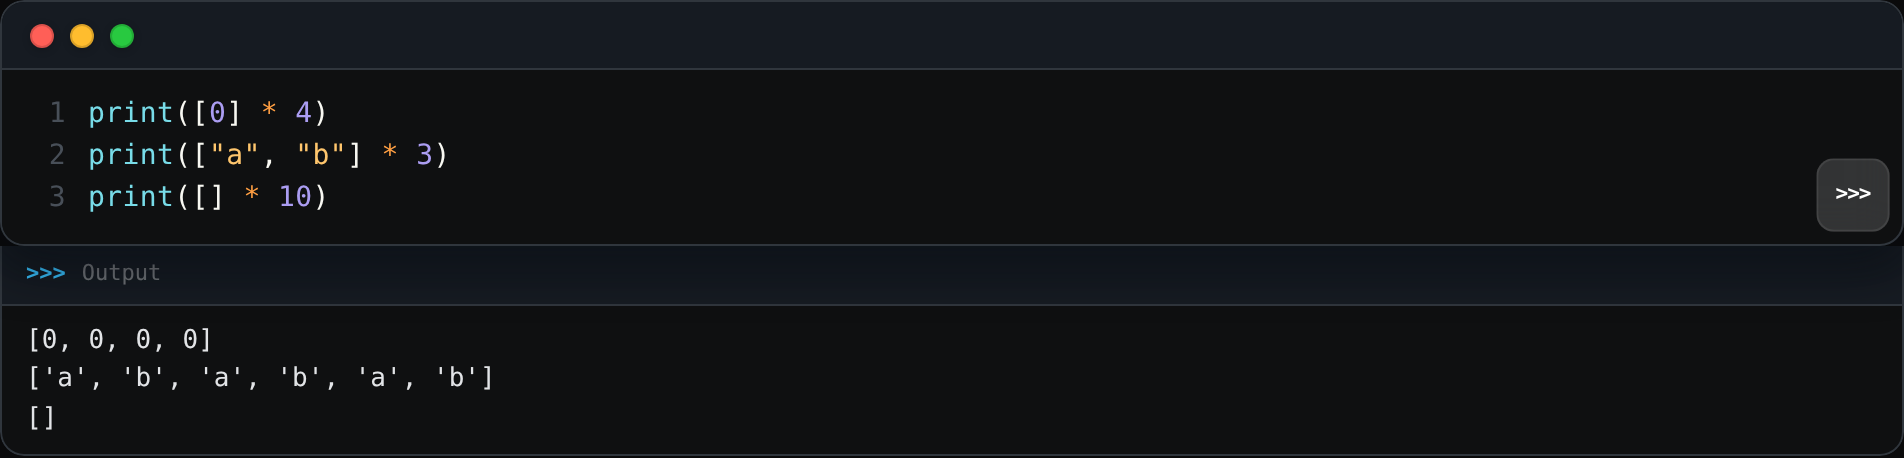 1 print([0] * 4)
2 print(["a", "b"] * 3)
3 print([] * 10)
>>>
>>> Output
[0, 0, 0, 0]
['a', 'b', 'a', 'b', 'a', 'b']
[]